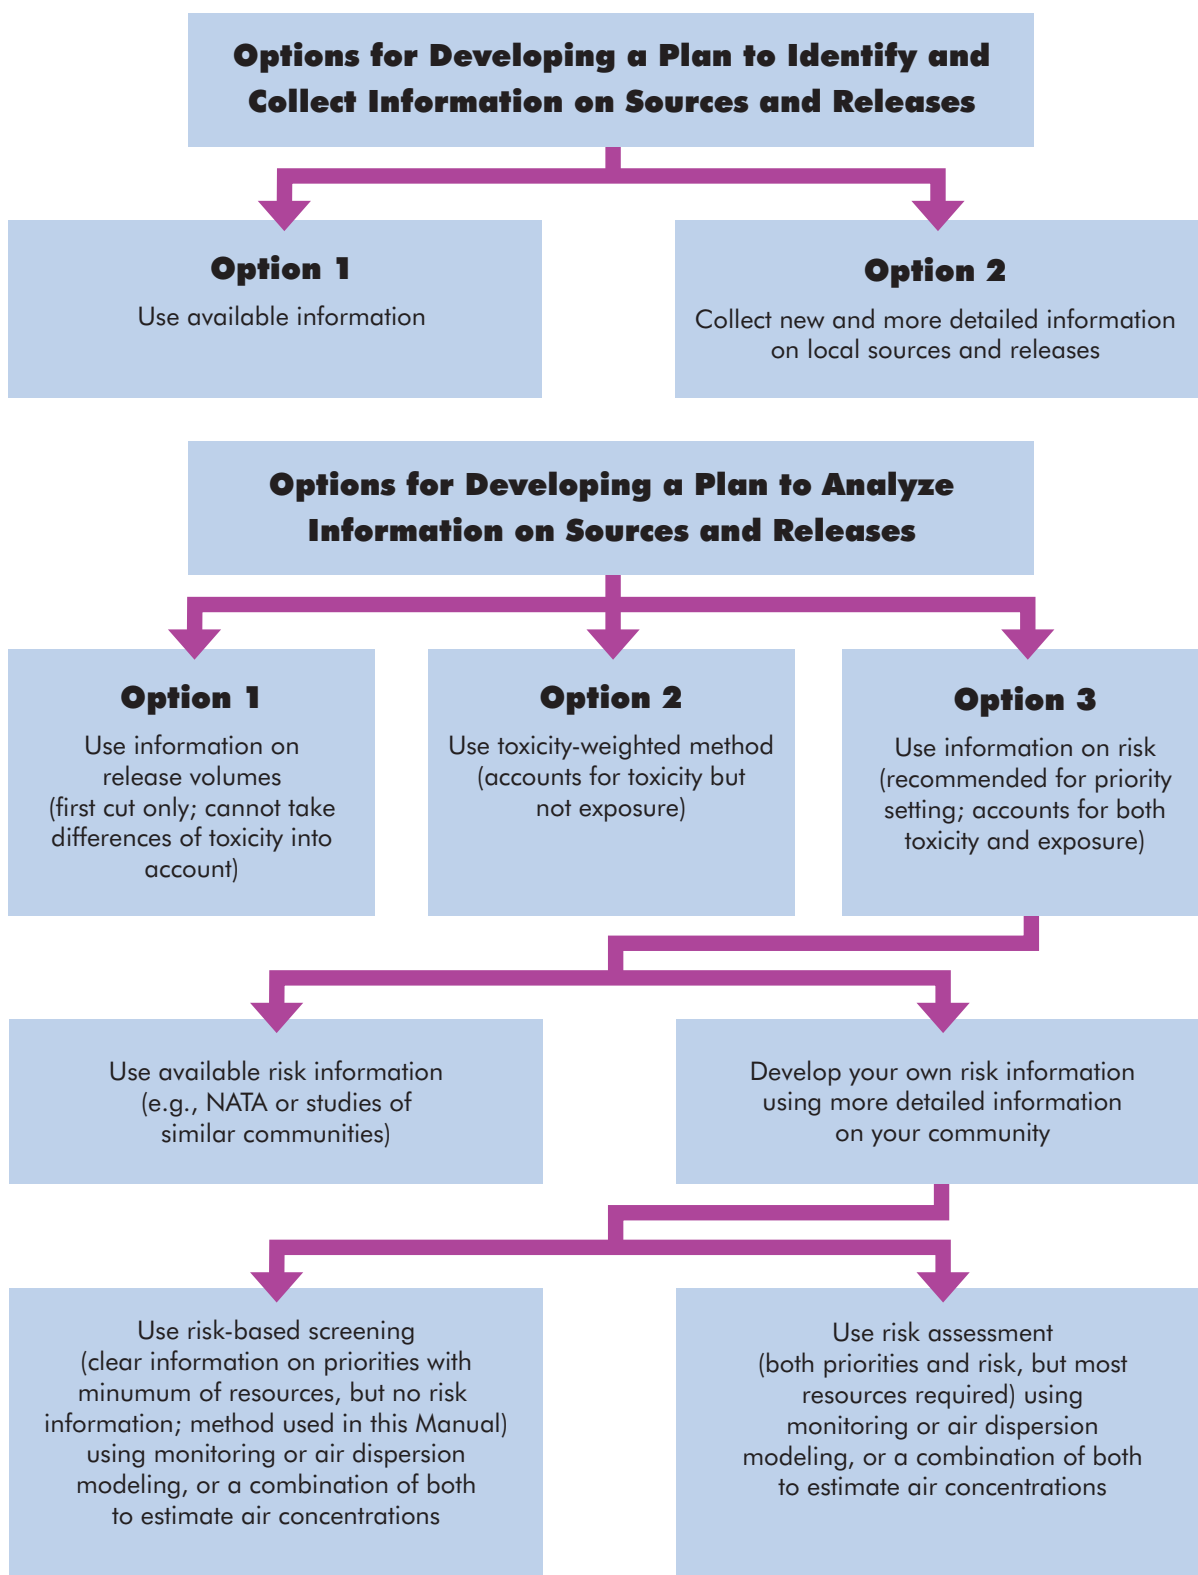 Options for Developing a Plan to Identify and
Collect Information on Sources and Releases
Option 1
Use available information
Option 2
Collect new and more detailed information
on local sources and releases
Options for Developing a Plan to Analyze
Information on Sources and Releases
Option 1
Use information on
release volumes
(first cut only; cannot take
differences of toxicity into
account)
Option 2
Use toxicity-weighted method
(accounts for toxicity but
not exposure)
Option 3
Use information on risk
(recommended for priority
setting; accounts for both
toxicity and exposure)
Use available risk information
(e.g., NATA or studies of
similar communities)
Develop your own risk information
using more detailed information
on your community
Use risk-based screening
(clear information on priorities with
minumum of resources, but no risk
information; method used in this Manual)
using monitoring or air dispersion
modeling, or a combination of both
to estimate air concentrations
Use risk assessment
(both priorities and risk, but most
resources required) using
monitoring or air dispersion
modeling, or a combination of both
to estimate air concentrations